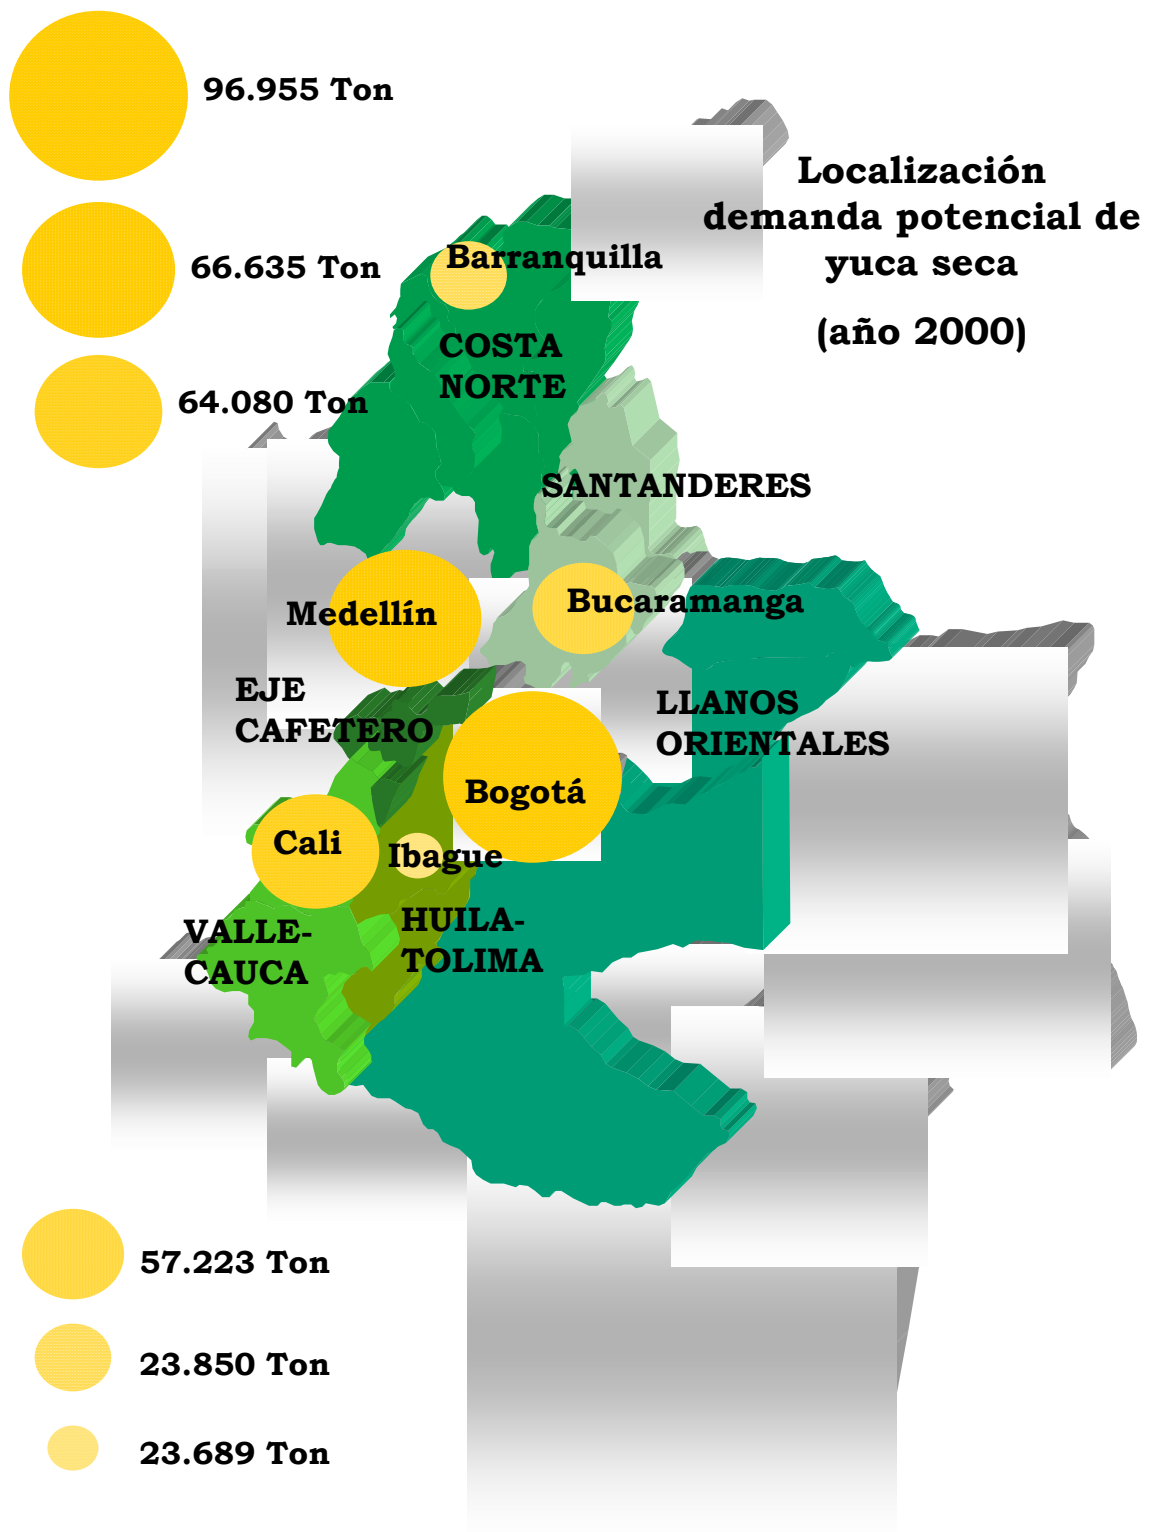 96.955 Ton
Localización
demanda potencial de
yuca seca
(año 2000)
66.635 Ton
Barranquilla
COSTA
NORTE
64.080 Ton
SANTANDERES
Medellín
Bucaramanga
EJE
CAFETERO
LLANOS
ORIENTALES
Bogotá
Cali
Ibague
VALLE-
CAUCA
HUILA-
TOLIMA
57.223 Ton
23.850 Ton
23.689 Ton